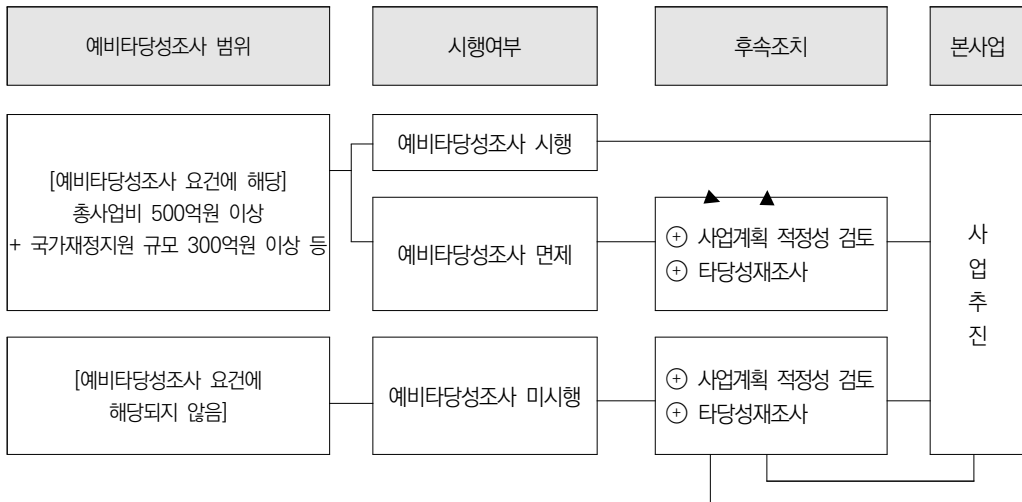 예비타당성조사 범위
시행여부
후속조치
본사업
[예비타당성조사 요건에 해당]
총사업비 500억원 이상
+ 국가재정지원 규모 300억원 이상 등
예비타당성조사 시행
예비타당성조사 면제
⊕ 사업계획 적정성 검토
⊕ 타당성재조사
사
업
추
진
[예비타당성조사 요건에
해당되지 않음]
예비타당성조사 미시행
⊕ 사업계획 적정성 검토
⊕ 타당성재조사